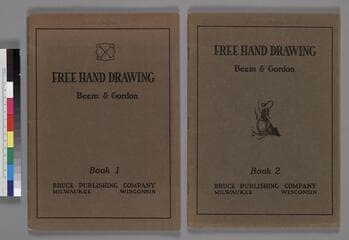 FREE HAND DRAWING
Beem & Gordon
Book 1
BRUCE PUBLISHING COMPANY
MILWAUKEE WISCONSIN
FREE HAND DRAWING
Beem & Gordon
Book 2
BRUCE PUBLISHING COMPANY
MILWAUKEE WISCONSIN